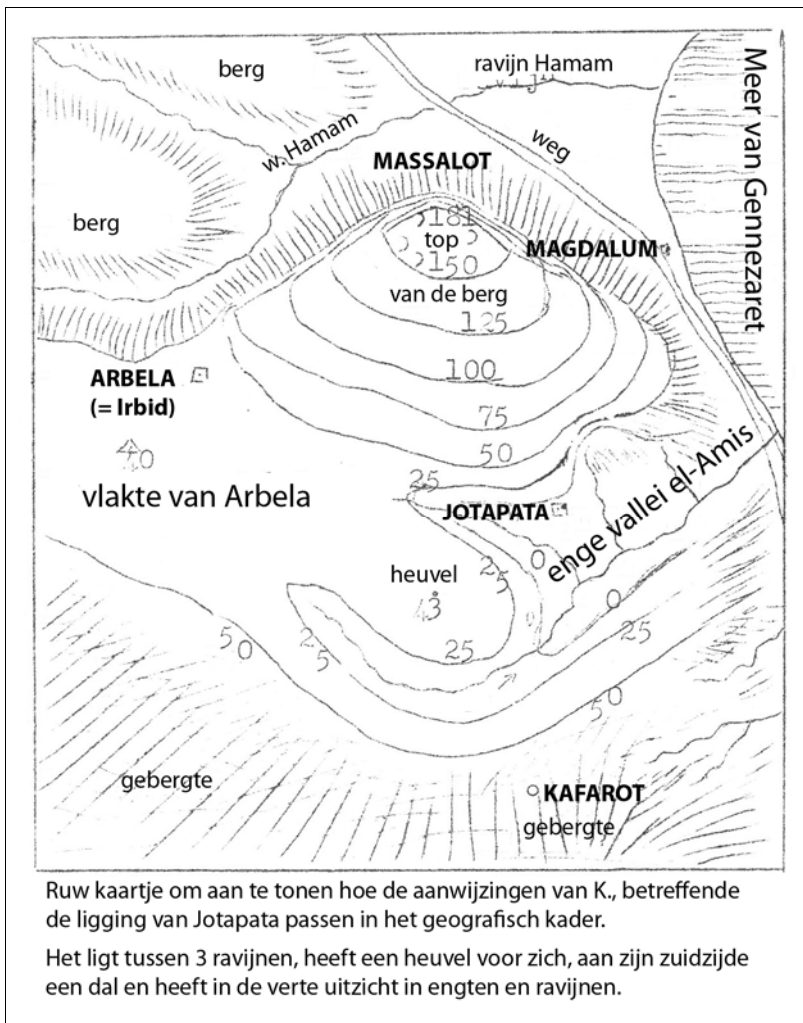 berg
ravijn Hamam
w. Hamam
weg
MASSALOT
Meer van Gennezaret
berg
181
top
150
MAGDALUM
van de berg
125
100
ARBELA
(= Irbid)
75
50
40
25
vlakte van Arbela
JOTAPATA
enge vallei el-Amis
heuvel
25
0
43
0
50
25
25
25
50
gebergte
KAFAROT
gebergte
Ruw kaartje om aan te tonen hoe de aanwijzingen van K., betreffende
de ligging van Jotapata passen in het geografisch kader.
Het ligt tussen 3 ravijnen, heeft een heuvel voor zich, aan zijn zuidzijde
een dal en heeft in de verte uitzicht in engten en ravijnen.